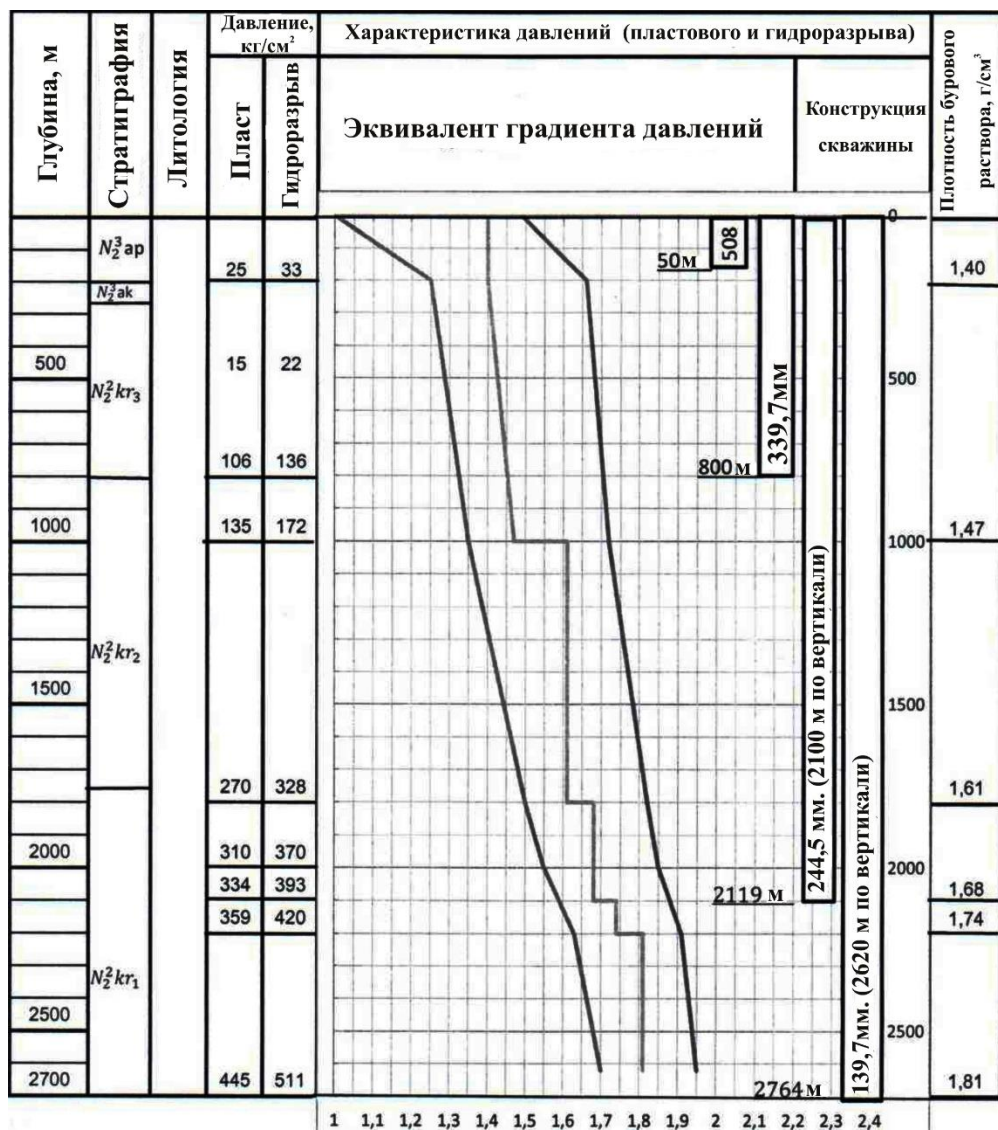 Глубина, м
Стратиграфия
Литология
Давление,
кг/см²
Пласт
Гидроразрыв
Характеристика давлений (пластового и гидроразрыва)
Эквивалент градиента давлений
Конструкция
скважины
Плотность бурового
раствора, г/см³
0
N₂³ap
508
50м
25 33
1,40
N₂³ak
500
15 22
500
N₂²kr₃
339,7мм
106 136
800 м
1000
135 172
1,47
1000
N₂²kr₂
1500
1500
270 328
1,61
2000
310 370
2000
334 393
2119 м
1,68
359 420
1,74
244,5 мм. (2100 м по вертикали)
N₂²kr₁
2500
2500
139,7мм. (2620 м по вертикали)
2700
445 511
2764 м
1,81
1 1,1 1,2 1,3 1,4 1,5 1,6 1,7 1,8 1,9 2 2,1 2,2 2,3 2,4